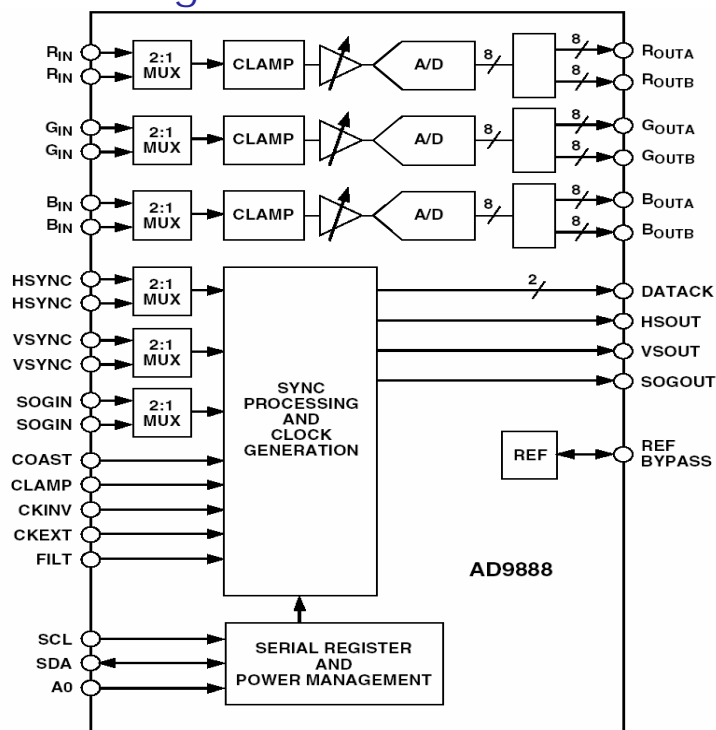 RIN
RIN
2:1
MUX
CLAMP
A/D
8
8
8
ROUTA
ROUTB
GIN
GIN
2:1
MUX
CLAMP
A/D
8
8
8
GOUTA
GOUTB
BIN
BIN
2:1
MUX
CLAMP
A/D
8
8
8
BOUTA
BOUTB
HSYNC
HSYNC
2:1
MUX
VSYNC
VSYNC
2:1
MUX
SOGIN
SOGIN
2:1
MUX
COAST
CLAMP
CKINV
CKEXT
FILT
SYNC
PROCESSING
AND
CLOCK
GENERATION
2
DATACK
HSOUT
VSOUT
SOGOUT
REF
REF
BYPASS
AD9888
SCL
SDA
A0
SERIAL REGISTER
AND
POWER MANAGEMENT